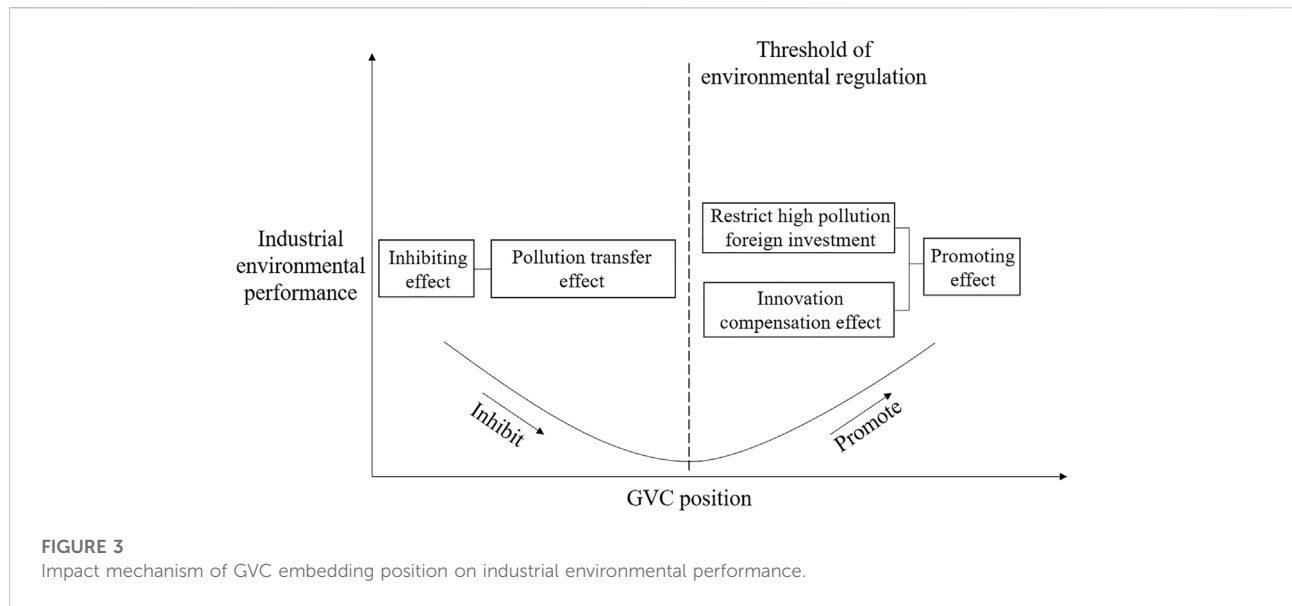 Threshold of
environmental regulation
Industrial
environmental
performance
Inhibiting
effect
Pollution transfer
effect
Restrict high pollution
foreign investment
Innovation
compensation effect
Promoting
effect
Inhibit
Promote
GVC position
FIGURE 3
Impact mechanism of GVC embedding position on industrial environmental performance.